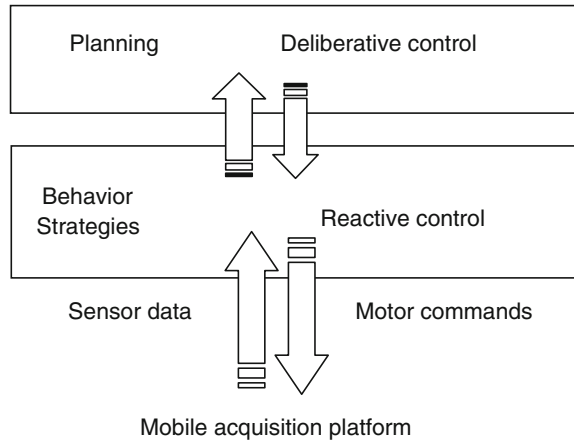 Planning
Deliberative control
Behavior
Strategies
Reactive control
Sensor data
Motor commands
Mobile acquisition platform